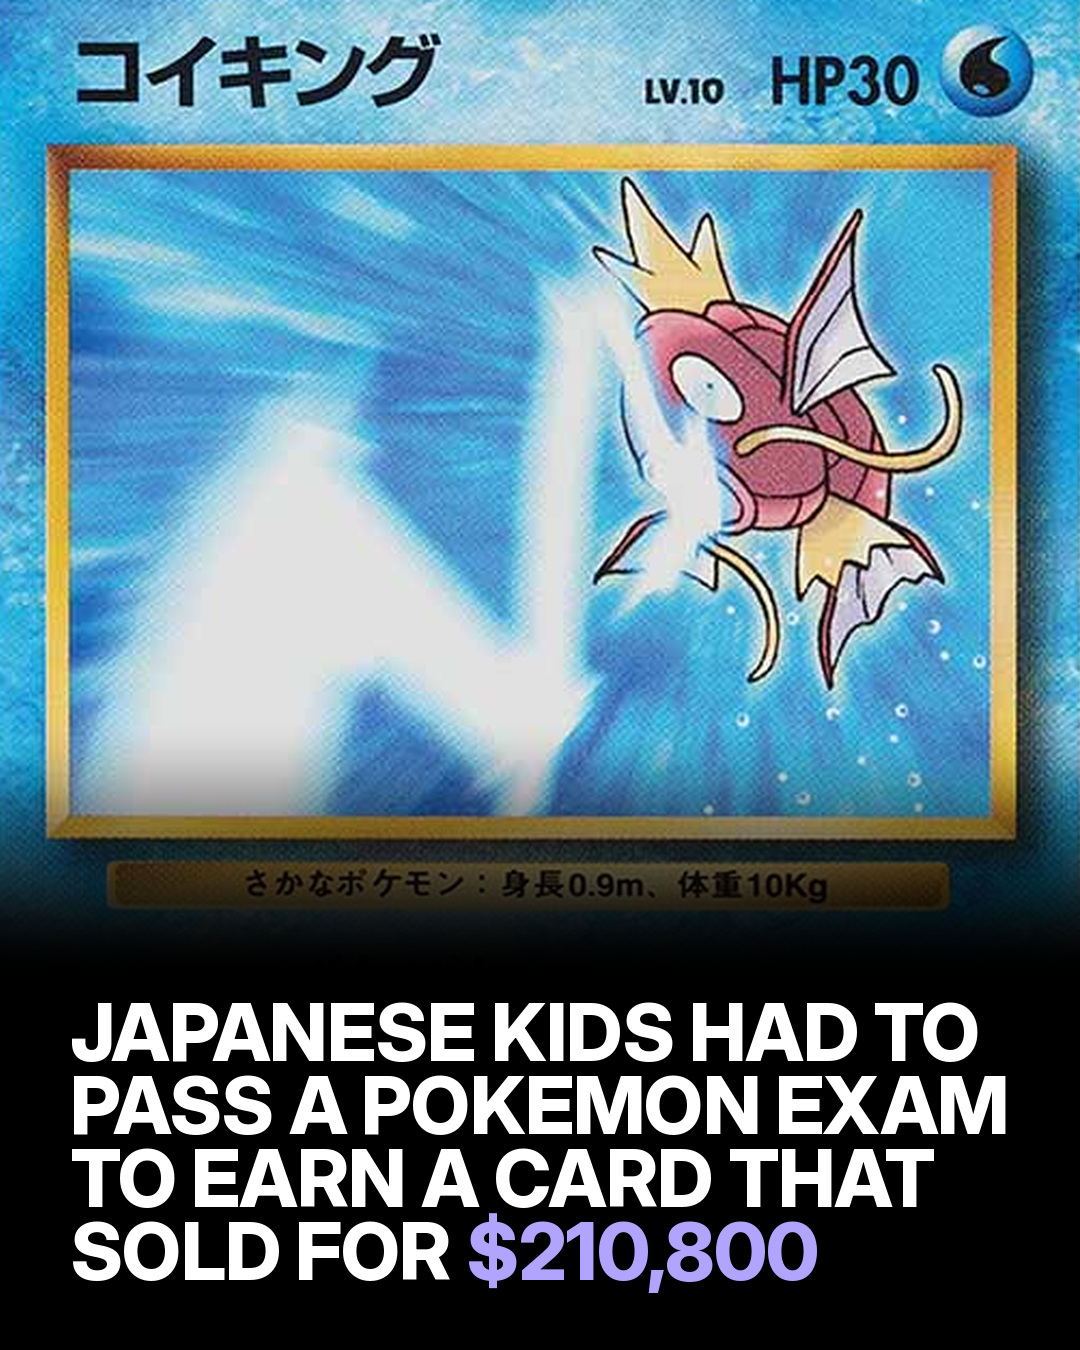 コイキング LV.10 HP30
さかなポケモン：身長0.9m、体重10Kg
JAPANESE KIDS HAD TO
PASS A POKEMON EXAM
TO EARN A CARD THAT
SOLD FOR $210,800